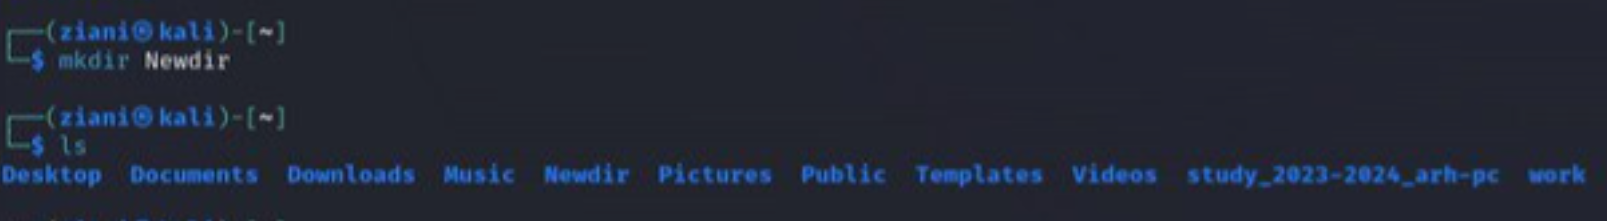 (ziani㉿kali)-[~]
$ mkdir Newdir
(ziani㉿kali)-[~]
$ ls
Desktop Documents Downloads Music Newdir Pictures Public Templates Videos study_2023-2024_arh-pc work